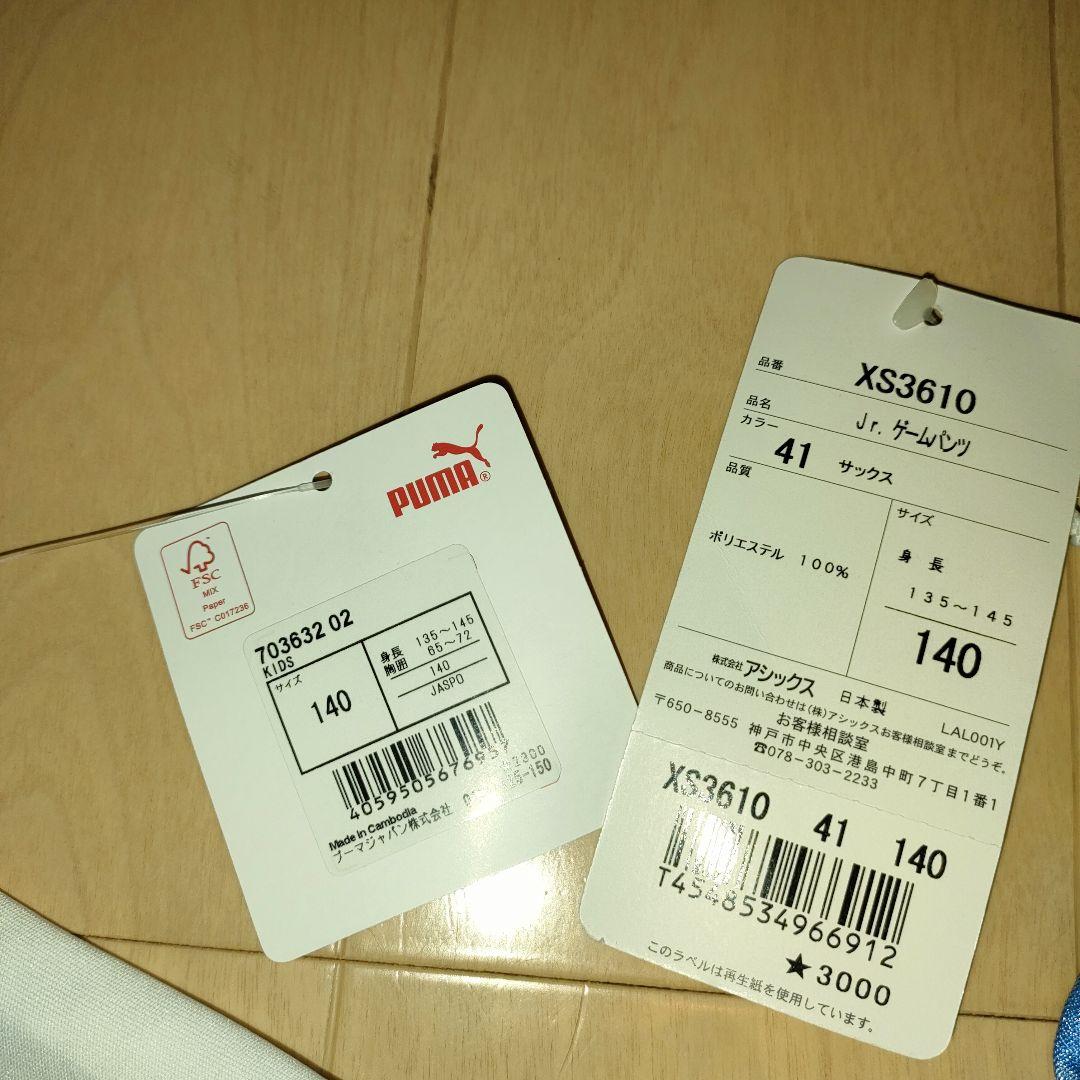 PUMA®
FSC
MIX
Paper
FSC™ C017236
703632 02
KIDS
サイズ
140
身長 135～145
胸囲 65～72
140
JASPO
Made in Cambodia
プーマジャパン株式会社
品番 XS3610
品名 Jr. ゲームパンツ
カラー 41 サックス
品質
ポリエステル 100%
サイズ
身長
135～145
140
株式会社アシックス 日本製
LAL001Y
商品についてのお問い合わせは(株)アシックスお客様相談室までどうぞ。
お客様相談室
〒650-8555 神戸市中央区港島中町7丁目1番1
☎078-303-2233
XS3610 41 140
T4548534966912
★3000
このラベルは再生紙を使用しています。